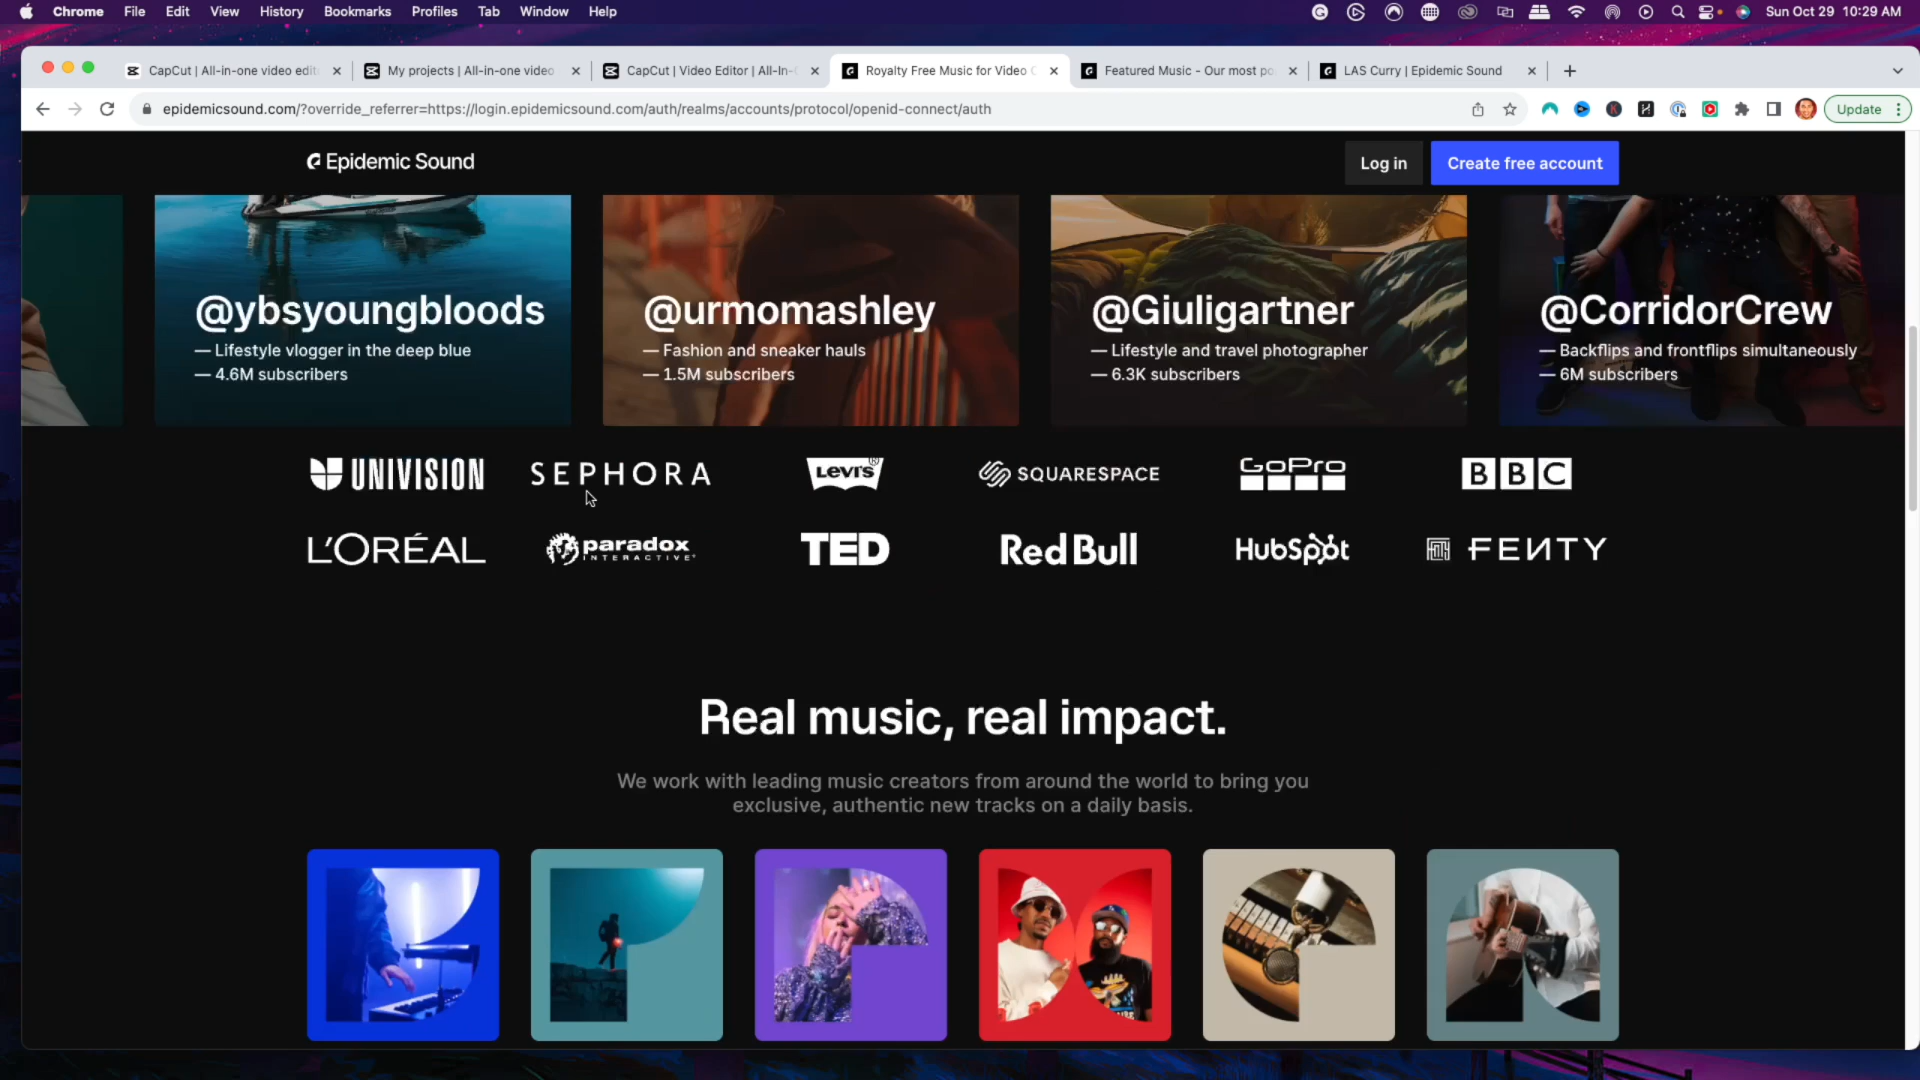 Chrome File Edit View History Bookmarks Profiles Tab Window Help
Sun Oct 29 10:29 AM
CapCut | All-in-one video edit
My projects | All-in-one video
CapCut | Video Editor | All-In-
Royalty Free Music for Video
Featured Music - Our most po
LAS Curry | Epidemic Sound
epidemicsound.com/?override_referrer=https://login.epidemicsound.com/auth/realms/accounts/protocol/openid-connect/auth
Update
Epidemic Sound
Log in
Create free account
@ybsyoungbloods
— Lifestyle vlogger in the deep blue
— 4.6M subscribers
@urmomashley
— Fashion and sneaker hauls
— 1.5M subscribers
@Giuligartner
— Lifestyle and travel photographer
— 6.3K subscribers
@CorridorCrew
— Backflips and frontflips simultaneously
— 6M subscribers
UNIVISION
SEPHORA
LEVI'S
SQUARESPACE
GoPro
BBC
L'ORÉAL
paradox
INTERACTIVE
TED
Red Bull
HubSpot
FENTY
Real music, real impact.
We work with leading music creators from around the world to bring you
exclusive, authentic new tracks on a daily basis.